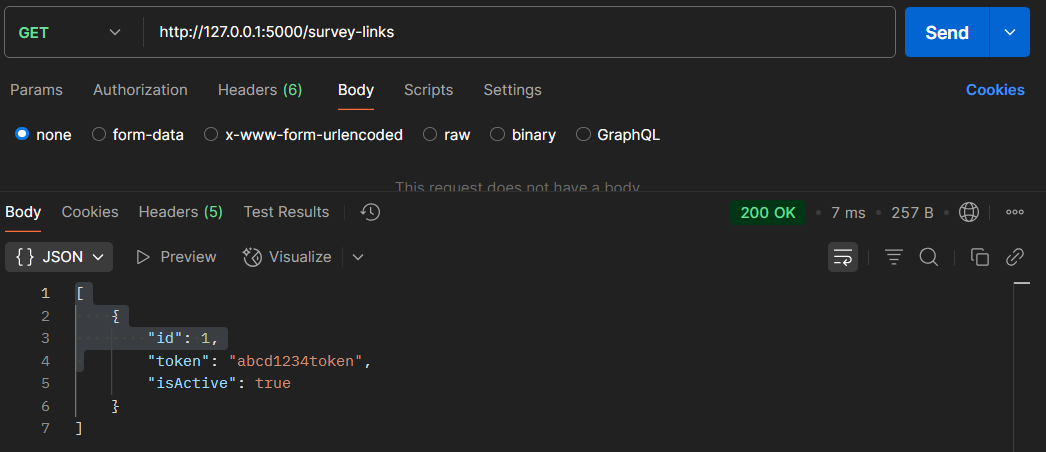 GET http://127.0.0.1:5000/survey-links Send
Params Authorization Headers (6) Body Scripts Settings Cookies
none form-data x-www-form-urlencoded raw binary GraphQL
This request does not have a body
Body Cookies Headers (5) Test Results 200 OK • 7 ms • 257 B •
{} JSON Preview Visualize
1 [
2 {
3 "id": 1,
4 "token": "abcd1234token",
5 "isActive": true
6 }
7 ]